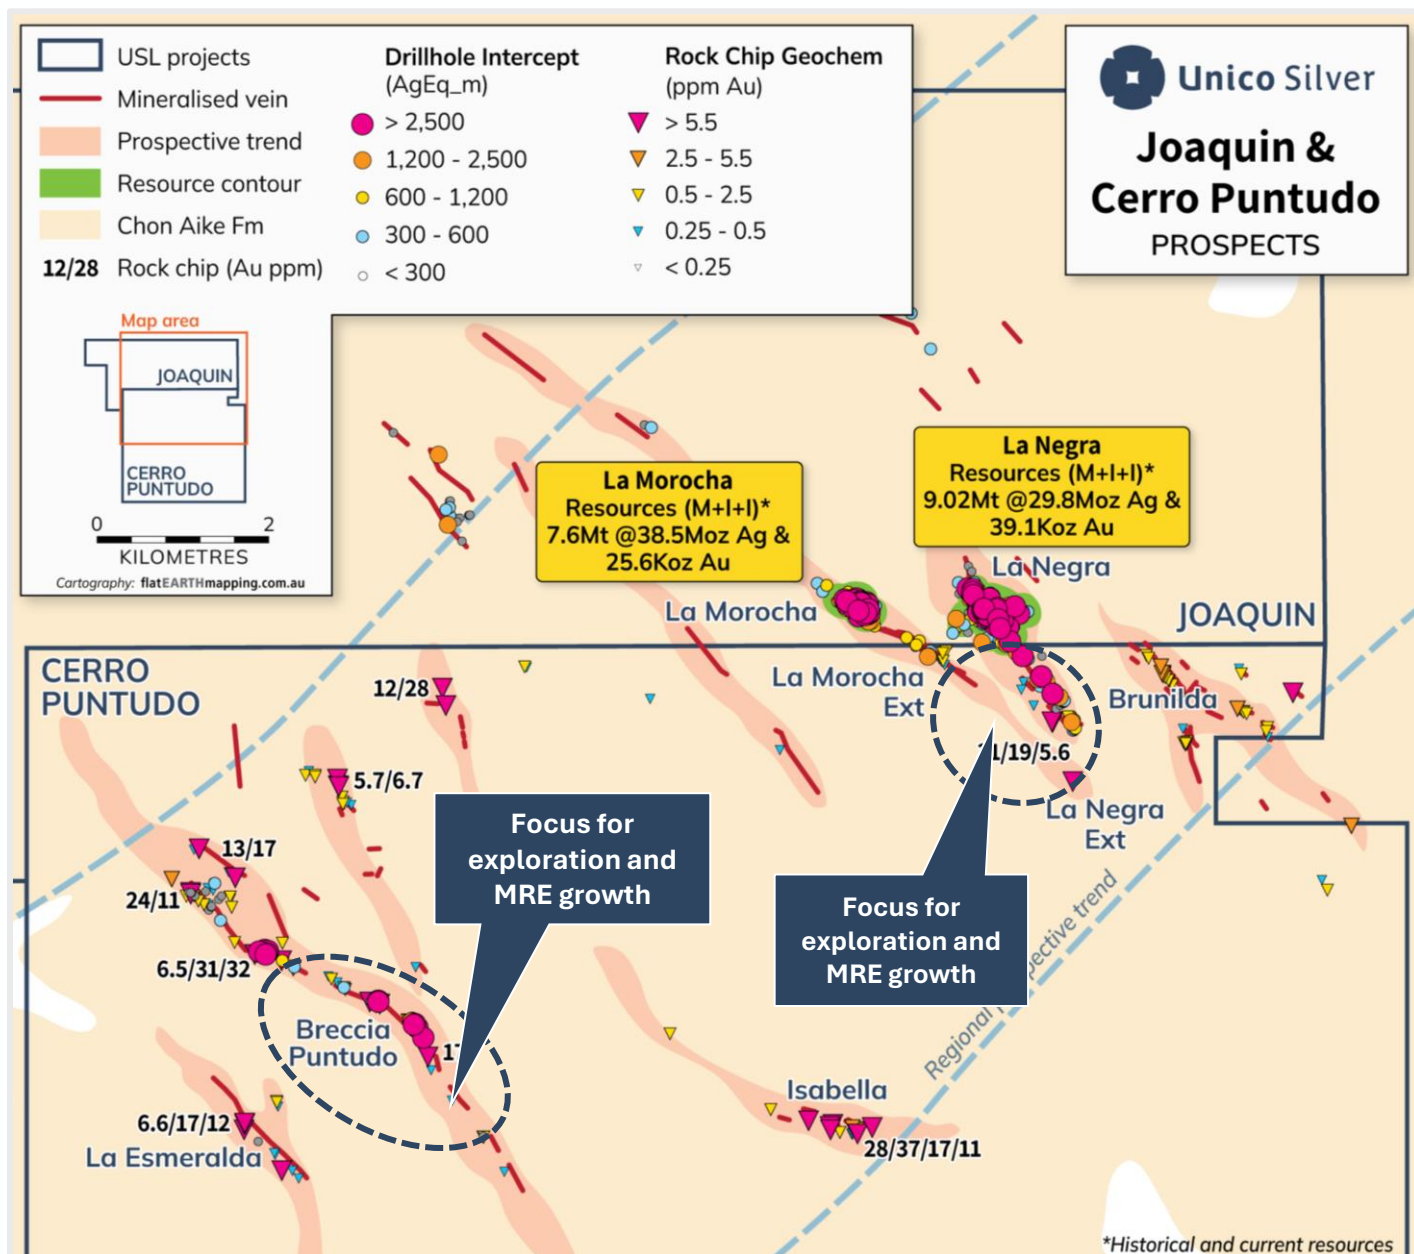 USL projects
Mineralised vein
Prospective trend
Resource contour
Chon Aike Fm
12/28 Rock chip (Au ppm)
Drillhole Intercept
(AgEq_m)
> 2,500
1,200 - 2,500
600 - 1,200
300 - 600
< 300
Rock Chip Geochem
(ppm Au)
> 5.5
2.5 - 5.5
0.5 - 2.5
0.25 - 0.5
< 0.25
Map area
JOAQUIN
CERRO
PUNTUDO
0 2
KILOMETRES
Cartography: flatEARTHmapping.com.au
Unico Silver
Joaquin &
Cerro Puntudo
PROSPECTS
La Morocha
Resources (M+I+I)*
7.6Mt @38.5Moz Ag &
25.6Koz Au
La Negra
Resources (M+I+I)*
9.02Mt @29.8Moz Ag &
39.1Koz Au
La Negra
La Morocha
JOAQUIN
CERRO
PUNTUDO
12/28
La Morocha
Ext
Brunilda
1/19/5.6
5.7/6.7
La Negra
Ext
Focus for
exploration and
MRE growth
13/17
24/11
Focus for
exploration and
MRE growth
6.5/31/32
Breccia
Puntudo
Regional
pective trend
Isabella
28/37/17/11
6.6/17/12
La Esmeralda
*Historical and current resources